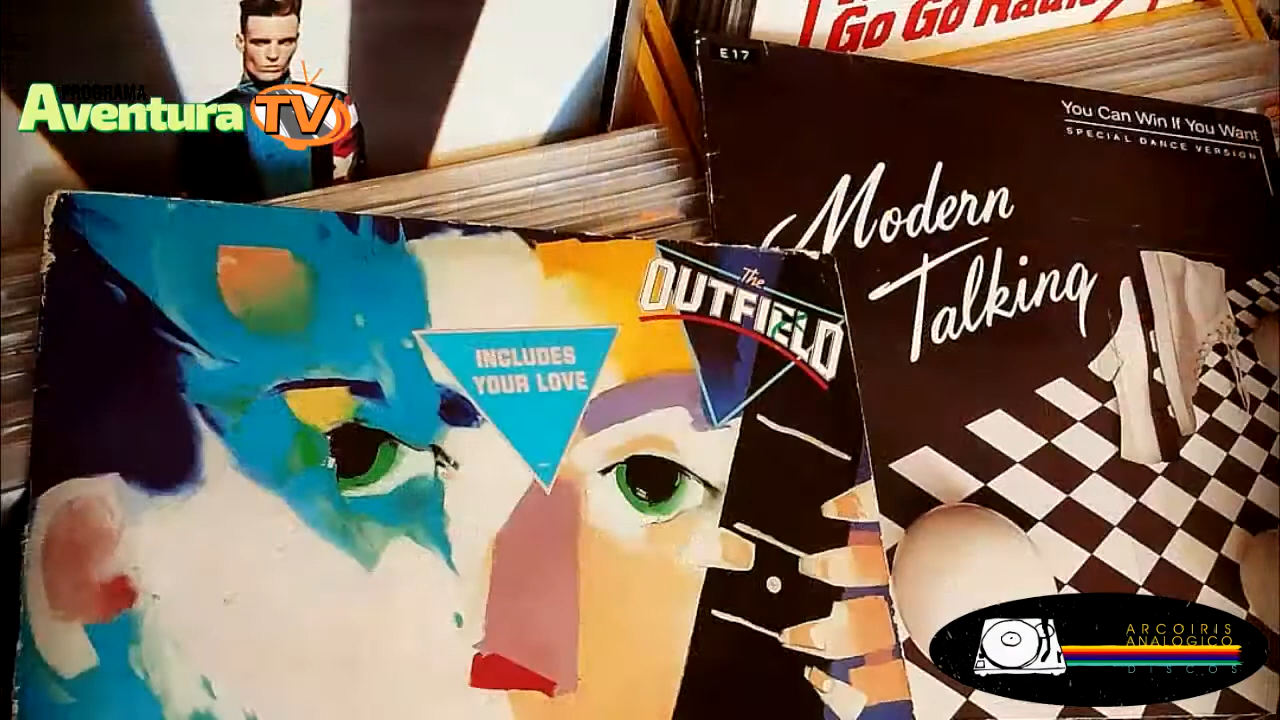 Go Go Radio
E17
You Can Win If You Want
SPECIAL DANCE VERSION
PROGRAMA
Aventura TV
Modern
Talking
The
OUTFIELD
INCLUDES
YOUR LOVE
ARCOIRIS
ANALOGICO
DISCOS